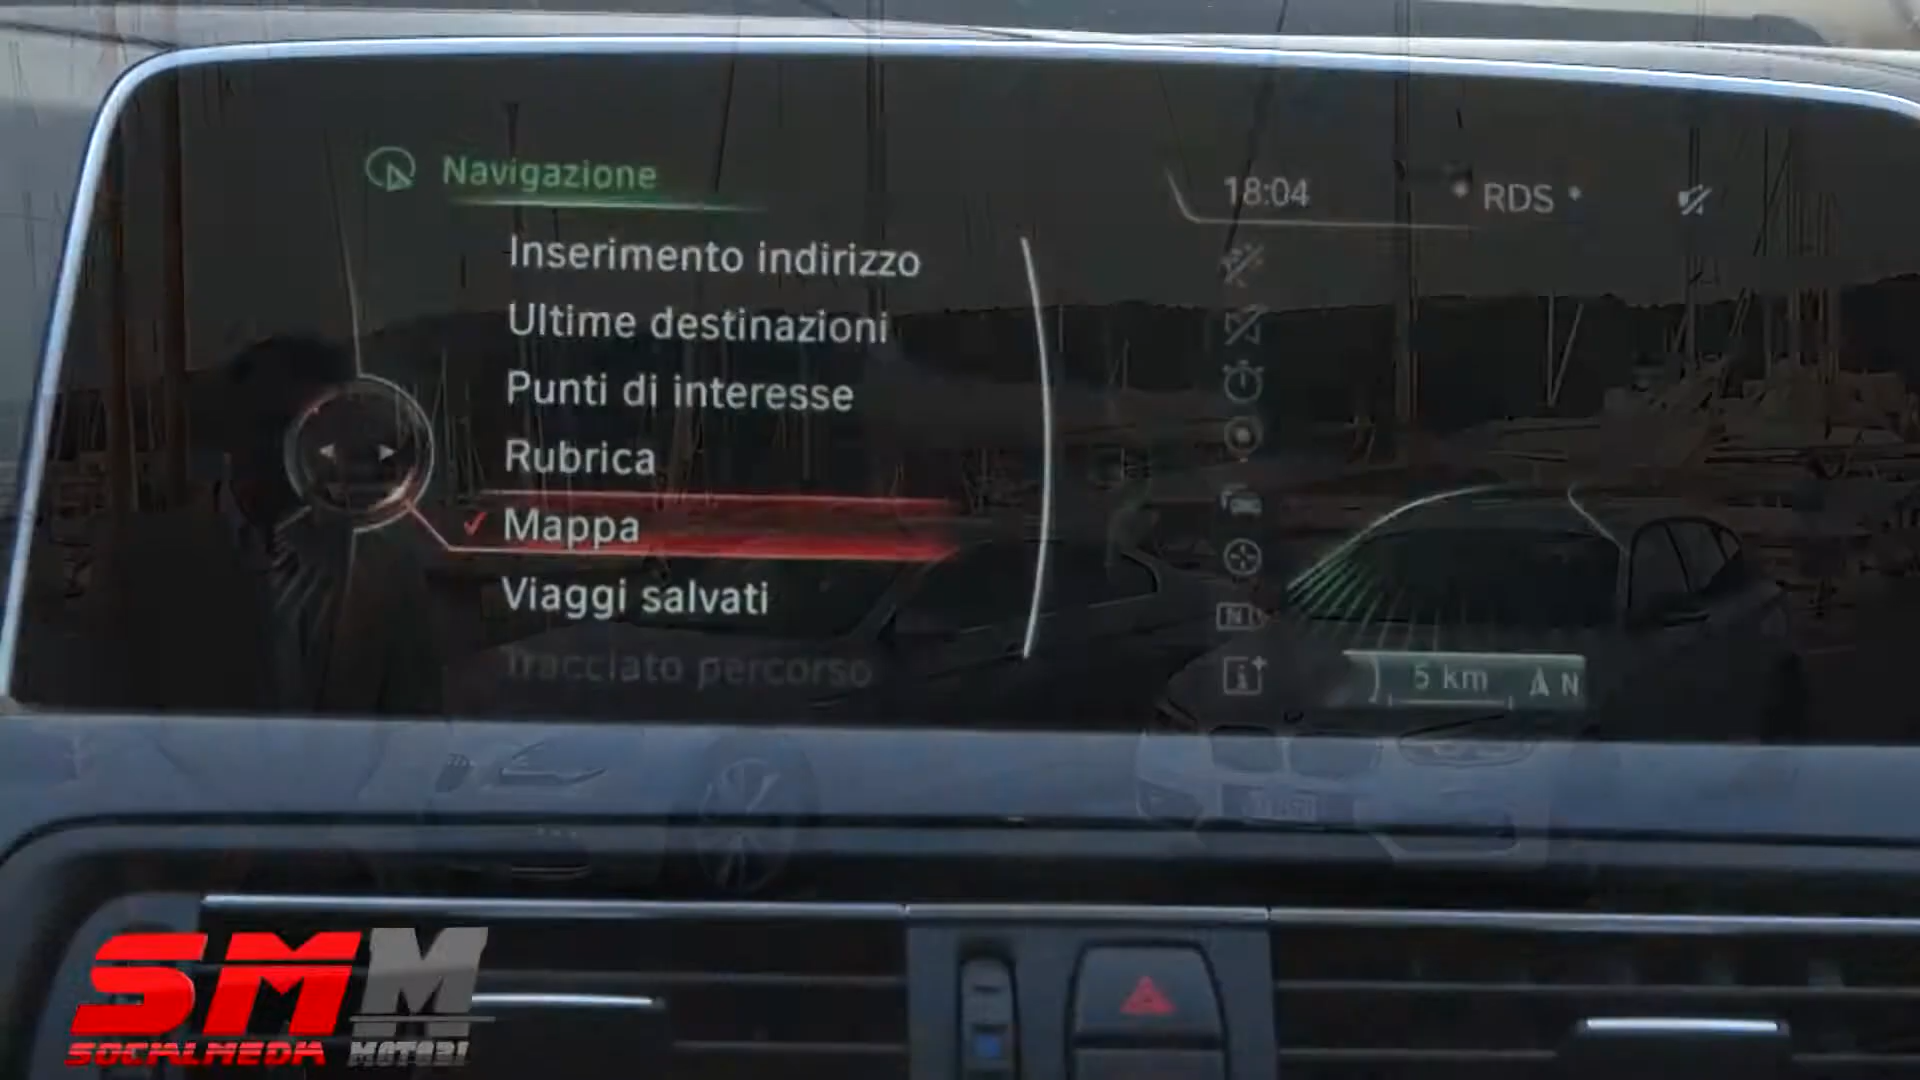 Navigazione
18:04
* RDS *
Inserimento indirizzo
Ultime destinazioni
Punti di interesse
Rubrica
✓ Mappa
Viaggi salvati
Tracciato percorso
N
i+
5 km
N
SMM
SOCIALMEDIA MOTORI